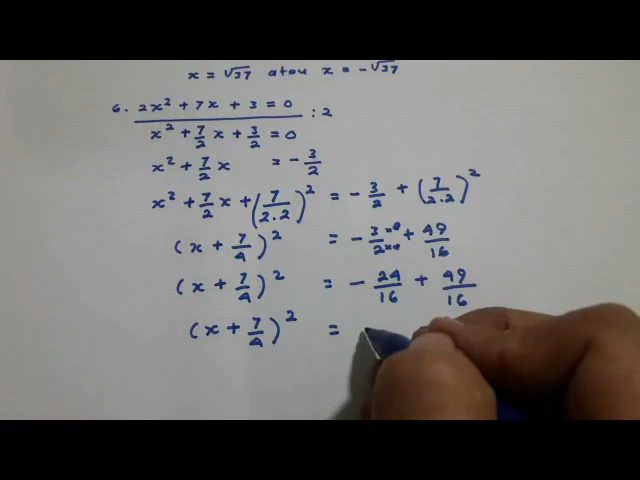 x = √37 atau x = -√37
6. 2x² + 7x + 3 = 0 : 2
x² + 7/2 x + 3/2 = 0
x² + 7/2 x = - 3/2
x² + 7/2 x + (7/2.2)² = - 3/2 + (7/2.2)²
(x + 7/4)² = - 3/2 ×8 ×8 + 49/16
(x + 7/4)² = - 24/16 + 49/16
(x + 7/4)² =